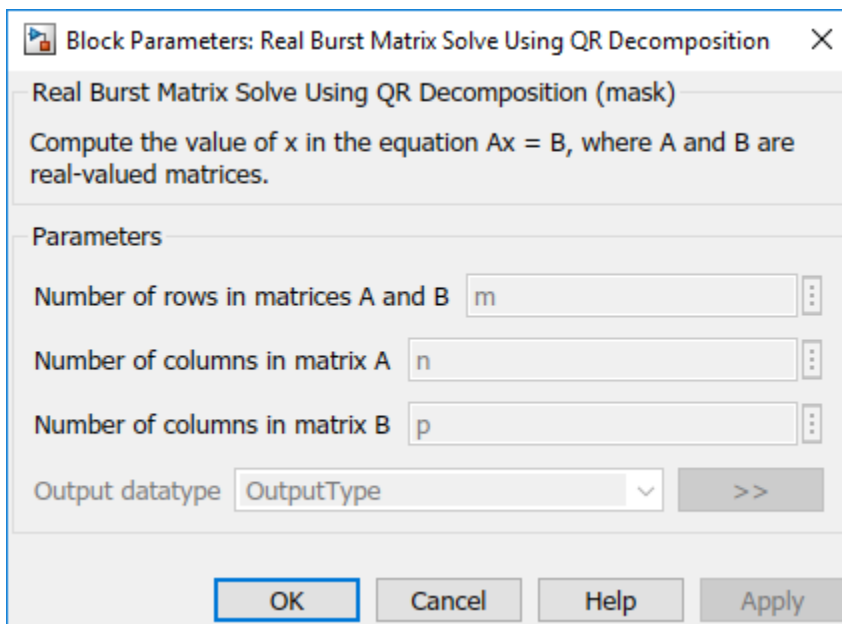 Block Parameters: Real Burst Matrix Solve Using QR Decomposition
Real Burst Matrix Solve Using QR Decomposition (mask)
Compute the value of x in the equation Ax = B, where A and B are
real-valued matrices.
Parameters
Number of rows in matrices A and B m
Number of columns in matrix A n
Number of columns in matrix B p
Output datatype OutputType >>
OK Cancel Help Apply